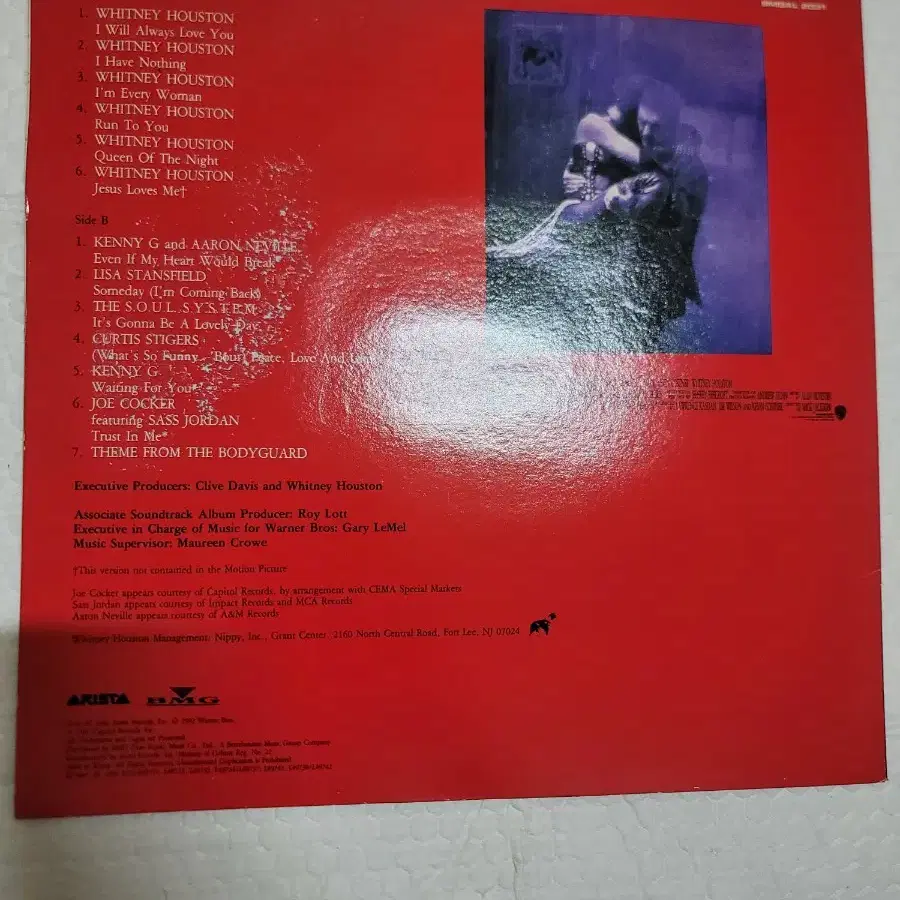 1. WHITNEY HOUSTON
I Will Always Love You
2. WHITNEY HOUSTON
I Have Nothing
3. WHITNEY HOUSTON
I'm Every Woman
4. WHITNEY HOUSTON
Run To You
5. WHITNEY HOUSTON
Queen Of The Night
6. WHITNEY HOUSTON
Jesus Loves Me†
Side B
1. KENNY G and AARON NEVILLE
Even If My Heart Would Break
2. LISA STANSFIELD
Someday (I'm Coming Back)
3. THE S.O.U.L. S.Y.S.T.E.M.
It's Gonna Be A Lovely Day
4. CURTIS STIGERS
(What's So Funny 'Bout) Peace, Love And
5. KENNY G
Waiting For You*
6. JOE COCKER
featuring SASS JORDAN
Trust In Me*
7. THEME FROM THE BODYGUARD
Executive Producers: Clive Davis and Whitney Houston
Associate Soundtrack Album Producer: Roy Lott
Executive in Charge of Music for Warner Bros: Gary LeMel
Music Supervisor: Maureen Crowe
†This version not contained in the Motion Picture
Joe Cocker appears courtesy of Capitol Records, by arrangement with CEMA Special Markets
Sass Jordan appears courtesy of Impact Records and MCA Records
Aaron Neville appears courtesy of A&M Records
Whitney Houston Management: Nippy, Inc., Grant Center, 2160 North Central Road, Fort Lee, NJ 07024
ARISTA BMG